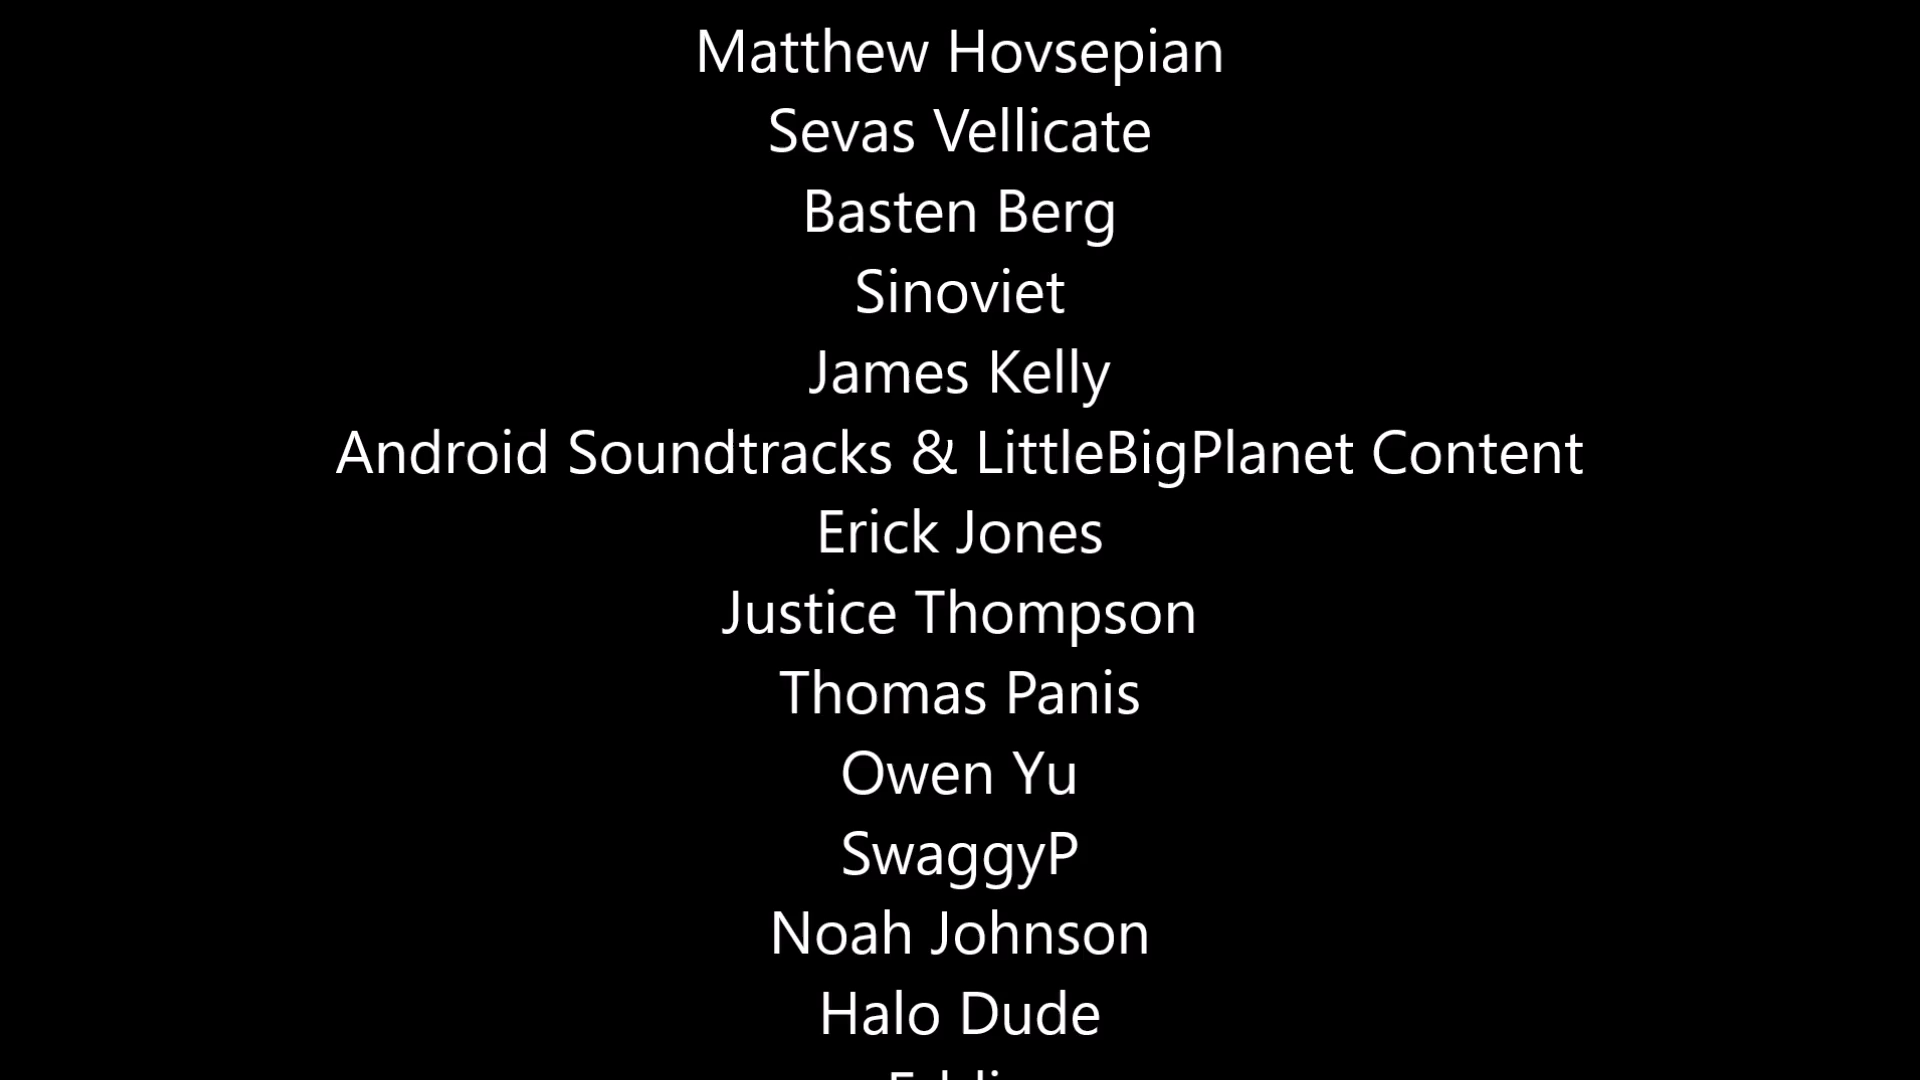 Matthew Hovsepian
Sevas Vellicate
Basten Berg
Sinoviet
James Kelly
Android Soundtracks & LittleBigPlanet Content
Erick Jones
Justice Thompson
Thomas Panis
Owen Yu
SwaggyP
Noah Johnson
Halo Dude